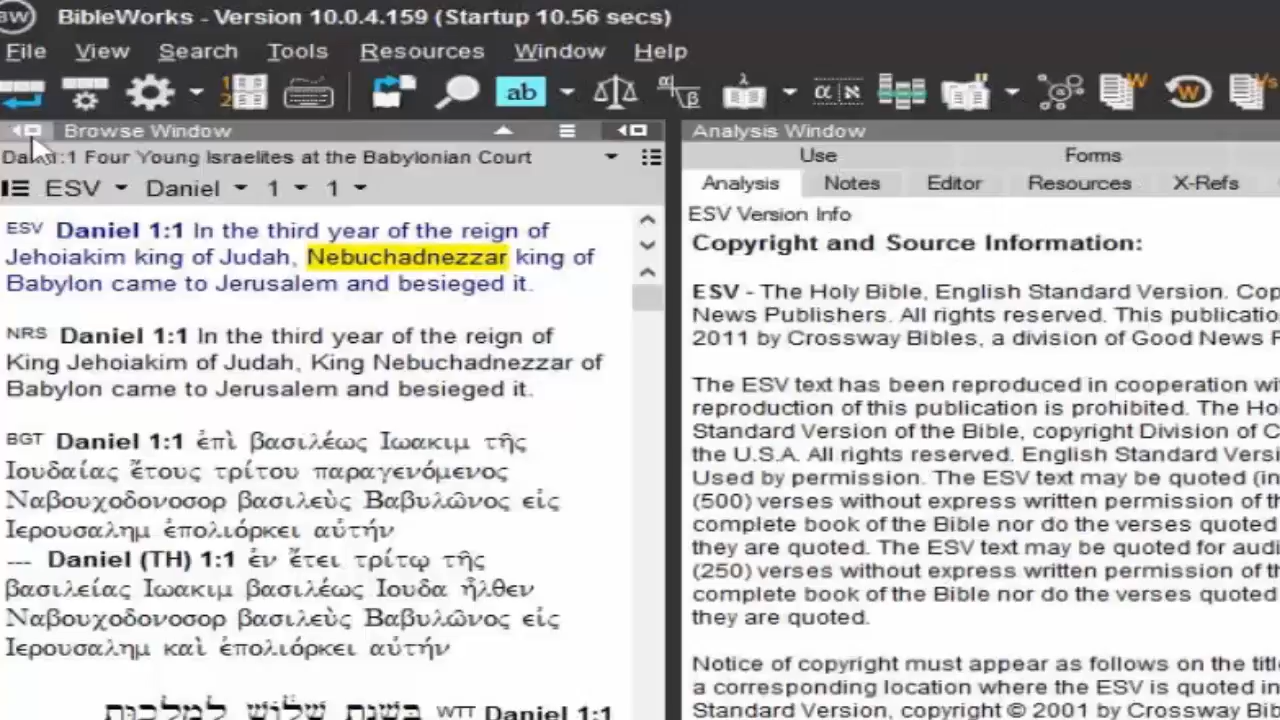 BW BibleWorks - Version 10.0.4.159 (Startup 10.56 secs)
File View Search Tools Resources Window Help
Browse Window
1:1 Four Young Israelites at the Babylonian Court
ESV Daniel 1 1
ESV Daniel 1:1 In the third year of the reign of
Jehoiakim king of Judah, Nebuchadnezzar king of
Babylon came to Jerusalem and besieged it.
NRS Daniel 1:1 In the third year of the reign of
King Jehoiakim of Judah, King Nebuchadnezzar of
Babylon came to Jerusalem and besieged it.
BGT Daniel 1:1 ἐπὶ βασιλέως Ιωακιμ τῆς
Ιουδαίας ἔτους τρίτου παραγενόμενος
Ναβουχοδονοσορ βασιλεὺς Βαβυλῶνος εἰς
Ιερουσαλημ ἐπολιόρκει αὐτήν
--- Daniel (TH) 1:1 ἐν ἔτει τρίτῳ τῆς
βασιλείας Ιωακιμ βασιλέως Ιουδα ἦλθεν
Ναβουχοδονοσορ βασιλεὺς Βαβυλῶνος εἰς
Ιερουσαλημ καὶ ἐπολιόρκει αὐτήν
WTT Daniel 1:1 בִּשְׁנַת שָׁלוֹשׁ לְמַלְכוּת
Analysis Window
Use Forms
Analysis Notes Editor Resources X-Refs
ESV Version Info
Copyright and Source Information:
ESV - The Holy Bible, English Standard Version.
News Publishers. All rights reserved. This publication
2011 by Crossway Bibles, a division of Good News
The ESV text has been reproduced in cooperation
reproduction of this publication is prohibited. The
Standard Version of the Bible, copyright Division of
the U.S.A. All rights reserved. English Standard
Used by permission. The ESV text may be quoted
(500) verses without express written permission of
complete book of the Bible nor do the verses quoted
they are quoted. The ESV text may be quoted for
(250) verses without express written permission of
complete book of the Bible nor do the verses quoted
they are quoted.
Notice of copyright must appear as follows on the
a corresponding location where the ESV is quoted
Standard Version, copyright © 2001 by Crossway